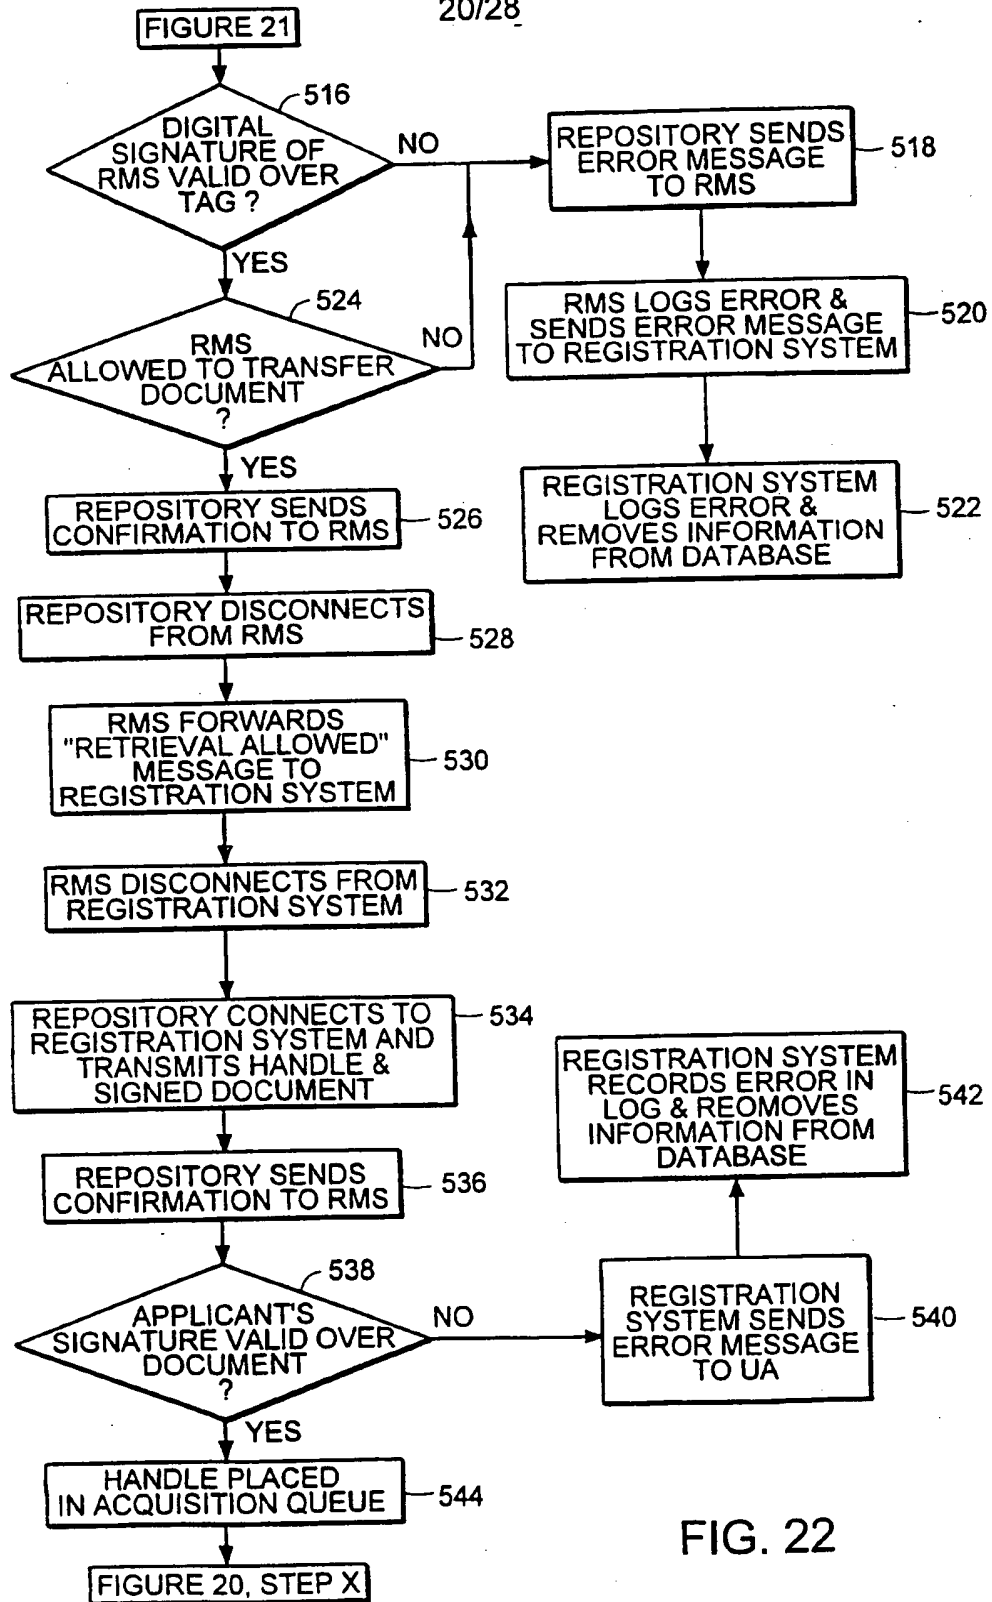 20/28
FIGURE 21
516
DIGITAL
SIGNATURE OF
RMS VALID OVER
TAG ?
NO
YES
REPOSITORY SENDS
ERROR MESSAGE
TO RMS
518
524
RMS
ALLOWED TO TRANSFER
DOCUMENT
?
NO
YES
RMS LOGS ERROR &
SENDS ERROR MESSAGE
TO REGISTRATION SYSTEM
520
REGISTRATION SYSTEM
LOGS ERROR &
REMOVES INFORMATION
FROM DATABASE
522
REPOSITORY SENDS
CONFIRMATION TO RMS
526
REPOSITORY DISCONNECTS
FROM RMS
528
RMS FORWARDS
"RETRIEVAL ALLOWED"
MESSAGE TO
REGISTRATION SYSTEM
530
RMS DISCONNECTS FROM
REGISTRATION SYSTEM
532
REPOSITORY CONNECTS TO
REGISTRATION SYSTEM AND
TRANSMITS HANDLE &
SIGNED DOCUMENT
534
REPOSITORY SENDS
CONFIRMATION TO RMS
536
538
APPLICANT'S
SIGNATURE VALID OVER
DOCUMENT
?
NO
YES
REGISTRATION
SYSTEM SENDS
ERROR MESSAGE
TO UA
540
REGISTRATION SYSTEM
RECORDS ERROR IN
LOG & REOMOVES
INFORMATION FROM
DATABASE
542
HANDLE PLACED
IN ACQUISITION QUEUE
544
FIGURE 20, STEP X
FIG. 22